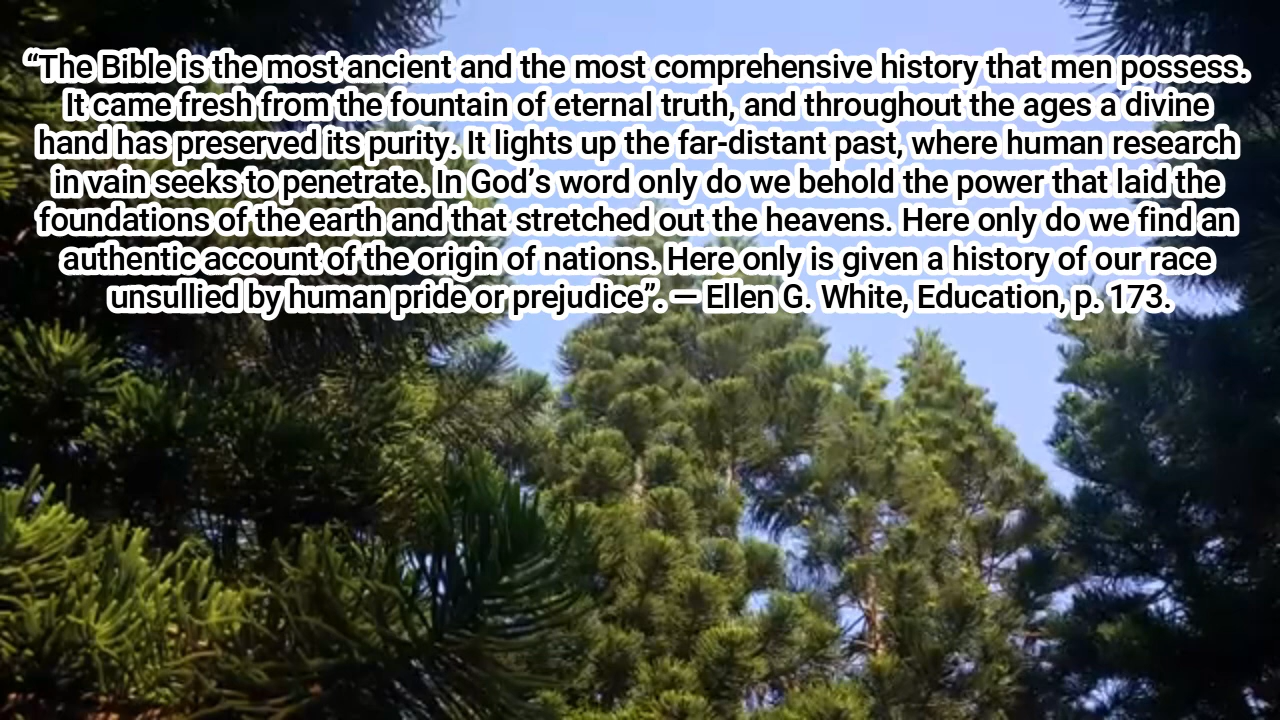 “The Bible is the most ancient and the most comprehensive history that men possess.
It came fresh from the fountain of eternal truth, and throughout the ages a divine
hand has preserved its purity. It lights up the far-distant past, where human research
in vain seeks to penetrate. In God’s word only do we behold the power that laid the
foundations of the earth and that stretched out the heavens. Here only do we find an
authentic account of the origin of nations. Here only is given a history of our race
unsullied by human pride or prejudice”. — Ellen G. White, Education, p. 173.